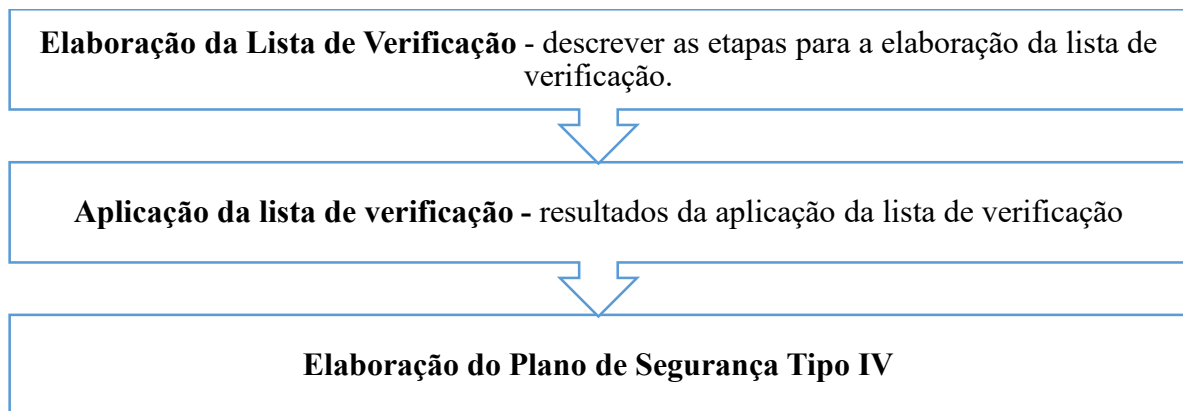 Elaboração da Lista de Verificação - descrever as etapas para a elaboração da lista de
verificação.
Aplicação da lista de verificação - resultados da aplicação da lista de verificação
Elaboração do Plano de Segurança Tipo IV